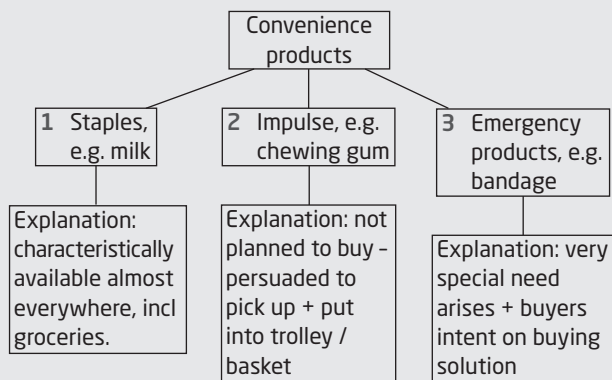 Convenience
products
1 Staples,
e.g. milk
2 Impulse, e.g.
chewing gum
3 Emergency
products, e.g.
bandage
Explanation:
characteristically
available almost
everywhere, incl
groceries.
Explanation: not
planned to buy –
persuaded to
pick up + put
into trolley /
basket
Explanation: very
special need
arises + buyers
intent on buying
solution